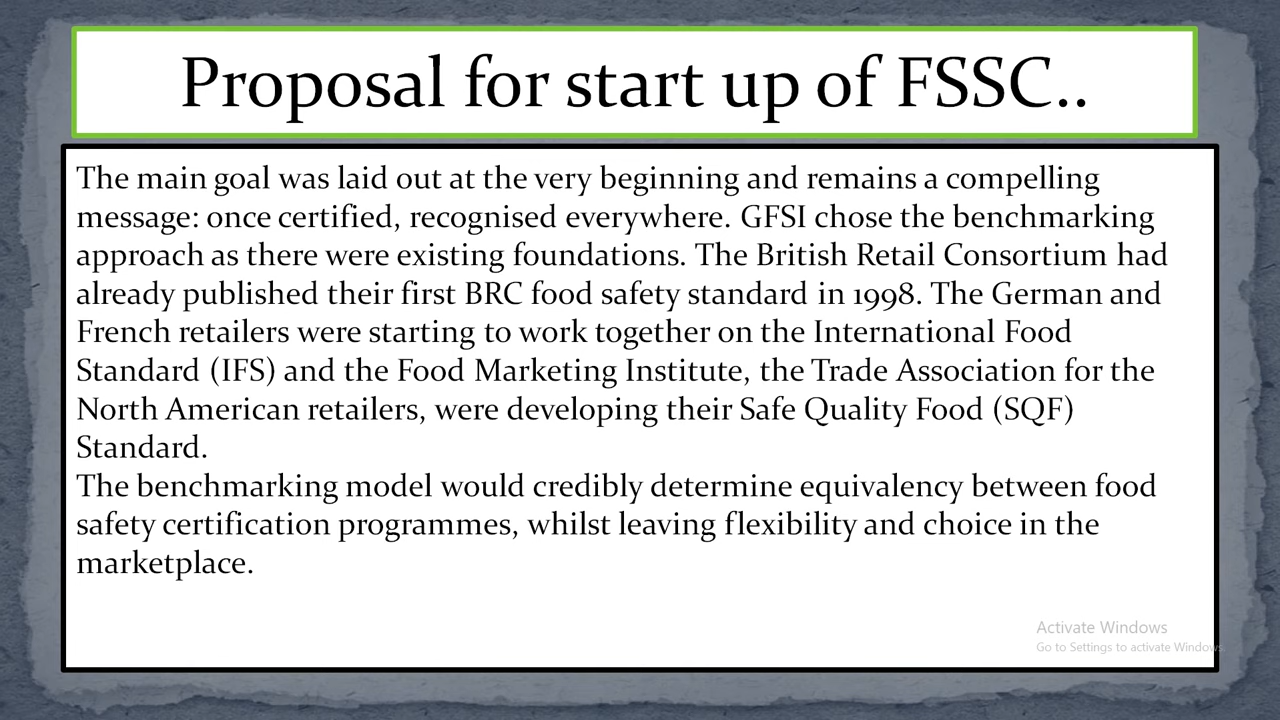 Proposal for start up of FSSC..
The main goal was laid out at the very beginning and remains a compelling
message: once certified, recognised everywhere. GFSI chose the benchmarking
approach as there were existing foundations. The British Retail Consortium had
already published their first BRC food safety standard in 1998. The German and
French retailers were starting to work together on the International Food
Standard (IFS) and the Food Marketing Institute, the Trade Association for the
North American retailers, were developing their Safe Quality Food (SQF)
Standard.
The benchmarking model would credibly determine equivalency between food
safety certification programmes, whilst leaving flexibility and choice in the
marketplace.
Activate Windows
Go to Settings to activate Windows.